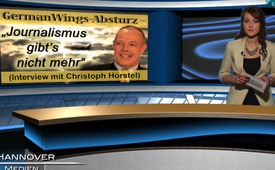 GermanWings-Absturz
„Journalismus
gibt's
nicht mehr“
(Interview mit Christoph Hörstel)
HANNOVER
MEDIEN